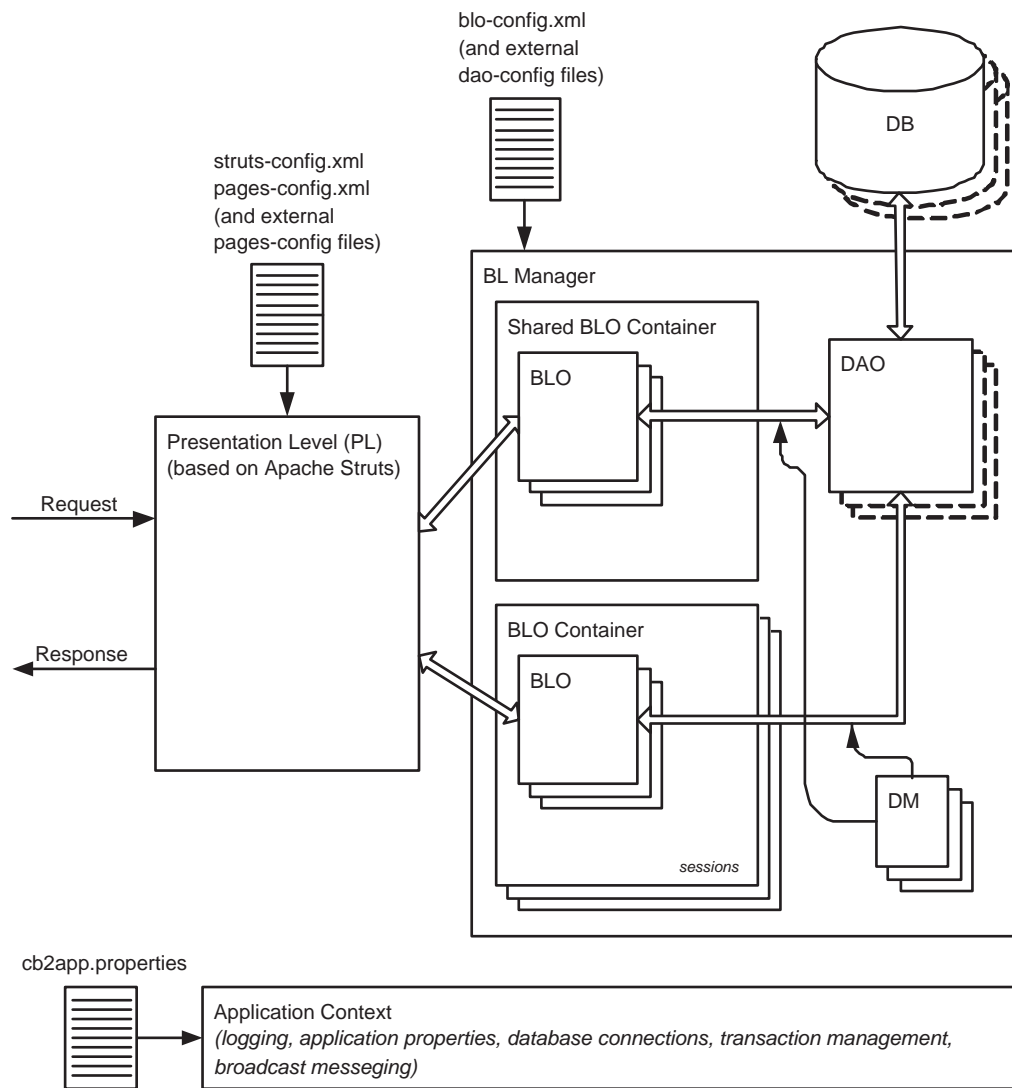 blo-config.xml
(and external
dao-config files)
DB
struts-config.xml
pages-config.xml
(and external
pages-config files)
BL Manager
Shared BLO Container
BLO
DAO
Presentation Level (PL)
(based on Apache Struts)
Request
BLO Container
Response
BLO
DM
sessions
cb2app.properties
Application Context
(logging, application properties, database connections, transaction management,
broadcast messeging)